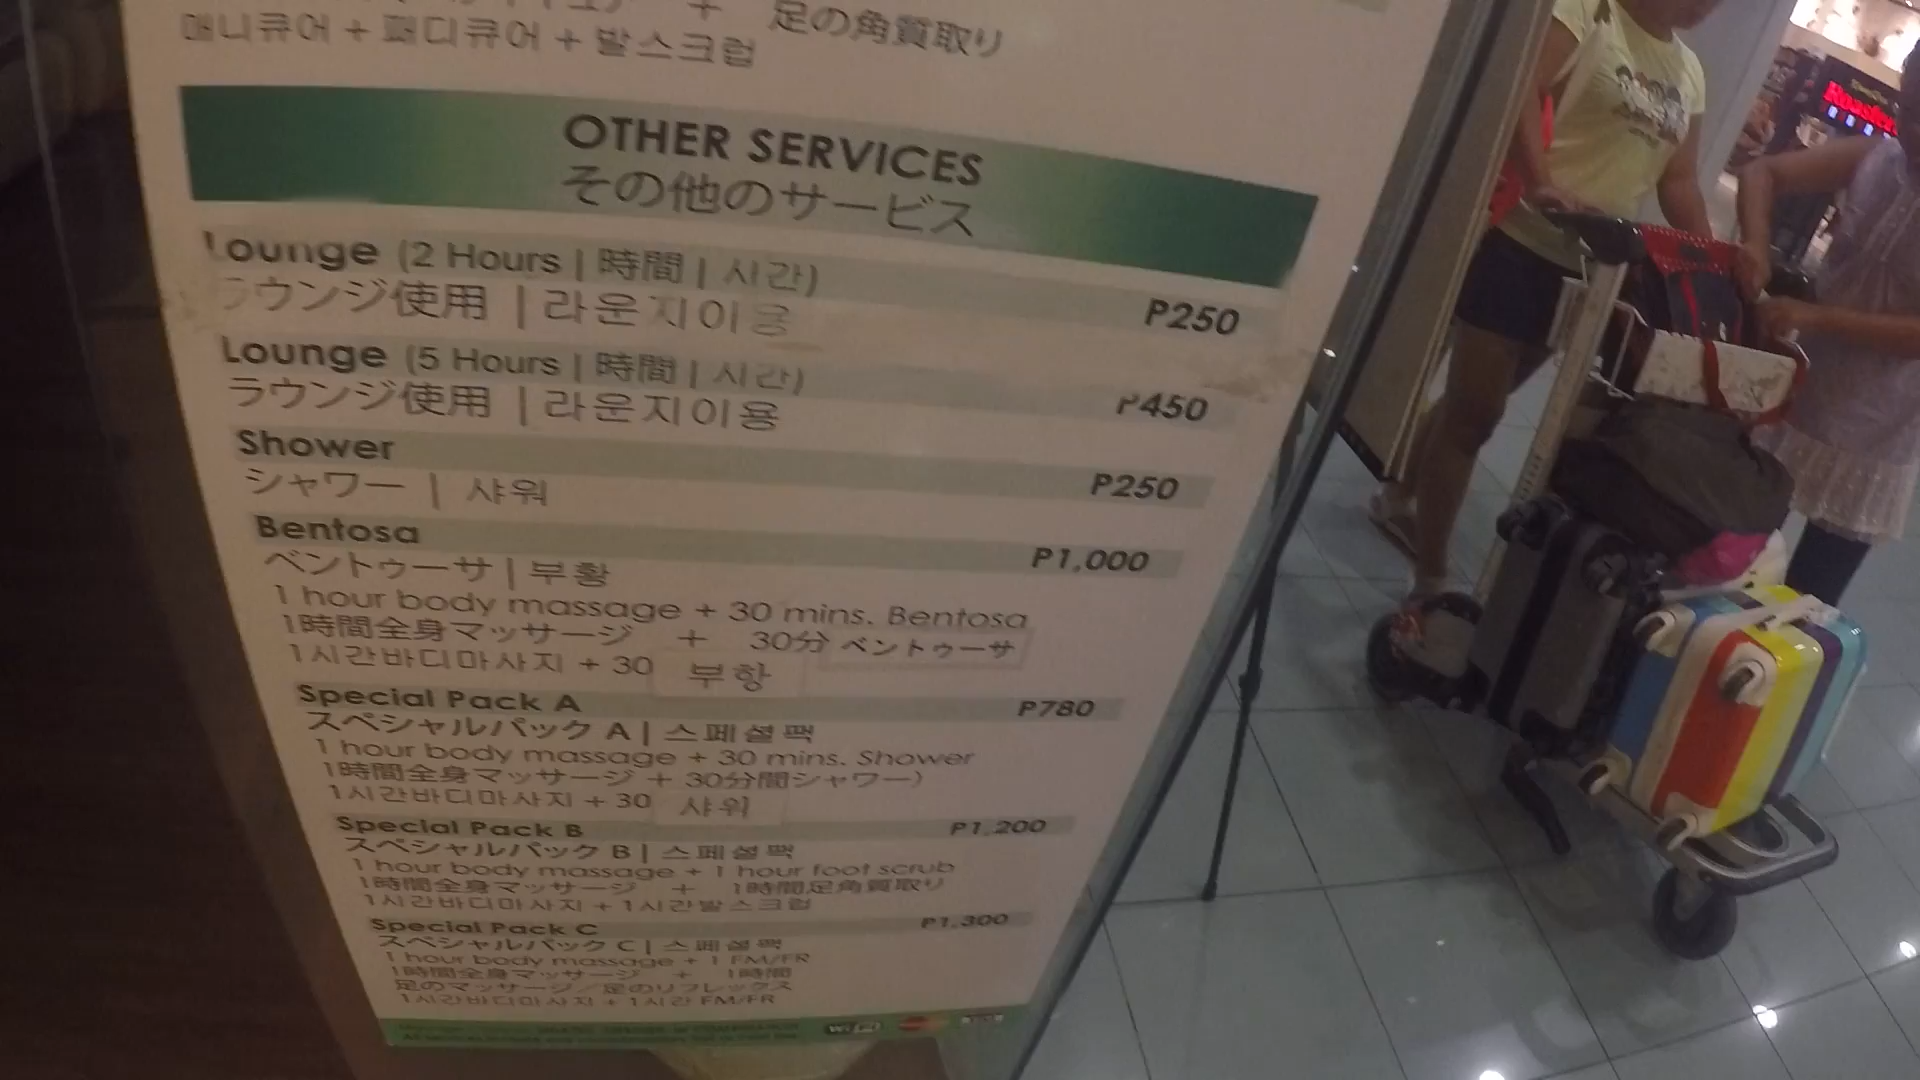 매니큐어 + 패디큐어 + 발스크럽
+ 足の角質取り
OTHER SERVICES
その他のサービス
Lounge (2 Hours | 時間 | 시간)
P250
ラウンジ使用 | 라운지이용
Lounge (5 Hours | 時間 | 시간)
P450
ラウンジ使用 | 라운지이용
Shower
P250
シャワー | 샤워
Bentosa
P1,000
ベントゥーサ | 부황
1 hour body massage + 30 mins. Bentosa
1時間全身マッサージ + 30分 ベントゥーサ
1시간바디마사지 + 30 부항
Special Pack A
P780
スペシャルパック A | 스페셜팩
1 hour body massage + 30 mins. Shower
1時間全身マッサージ + 30分間シャワー)
1시간바디마사지 + 30 샤워
Special Pack B
P1,200
スペシャルパック B | 스페셜팩
1 hour body massage + 1 hour foot scrub
1時間全身マッサージ + 1時間足角質取り
1시간바디마사지 + 1시간발스크럽
Special Pack C
P1,300
スペシャルパック C | 스페셜팩
1 hour body massage + 1 FM/FR
1時間全身マッサージ + 1時間
足のマッサージ／足のリフレックス
1시간바디마사지 + 1시간 FM/FR
Wi Fi